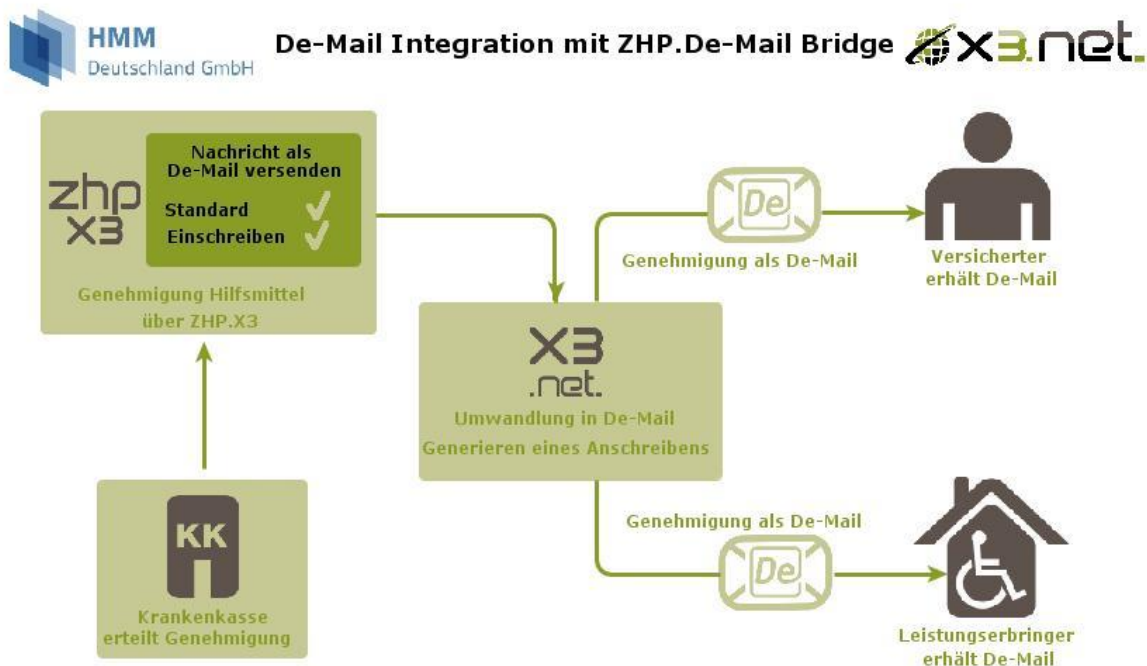 HMM
Deutschland GmbH
De-Mail Integration mit ZHP.De-Mail Bridge
x3.net.
zhp
x3
Nachricht als
De-Mail versenden
Standard
Einschreiben
Genehmigung Hilfsmittel
über ZHP.X3
De
Genehmigung als De-Mail
Versicherter
erhält De-Mail
x3
.net.
Umwandlung in De-Mail
Generieren eines Anschreibens
KK
Krankenkasse
erteilt Genehmigung
Genehmigung als De-Mail
De
Leistungserbringer
erhält De-Mail